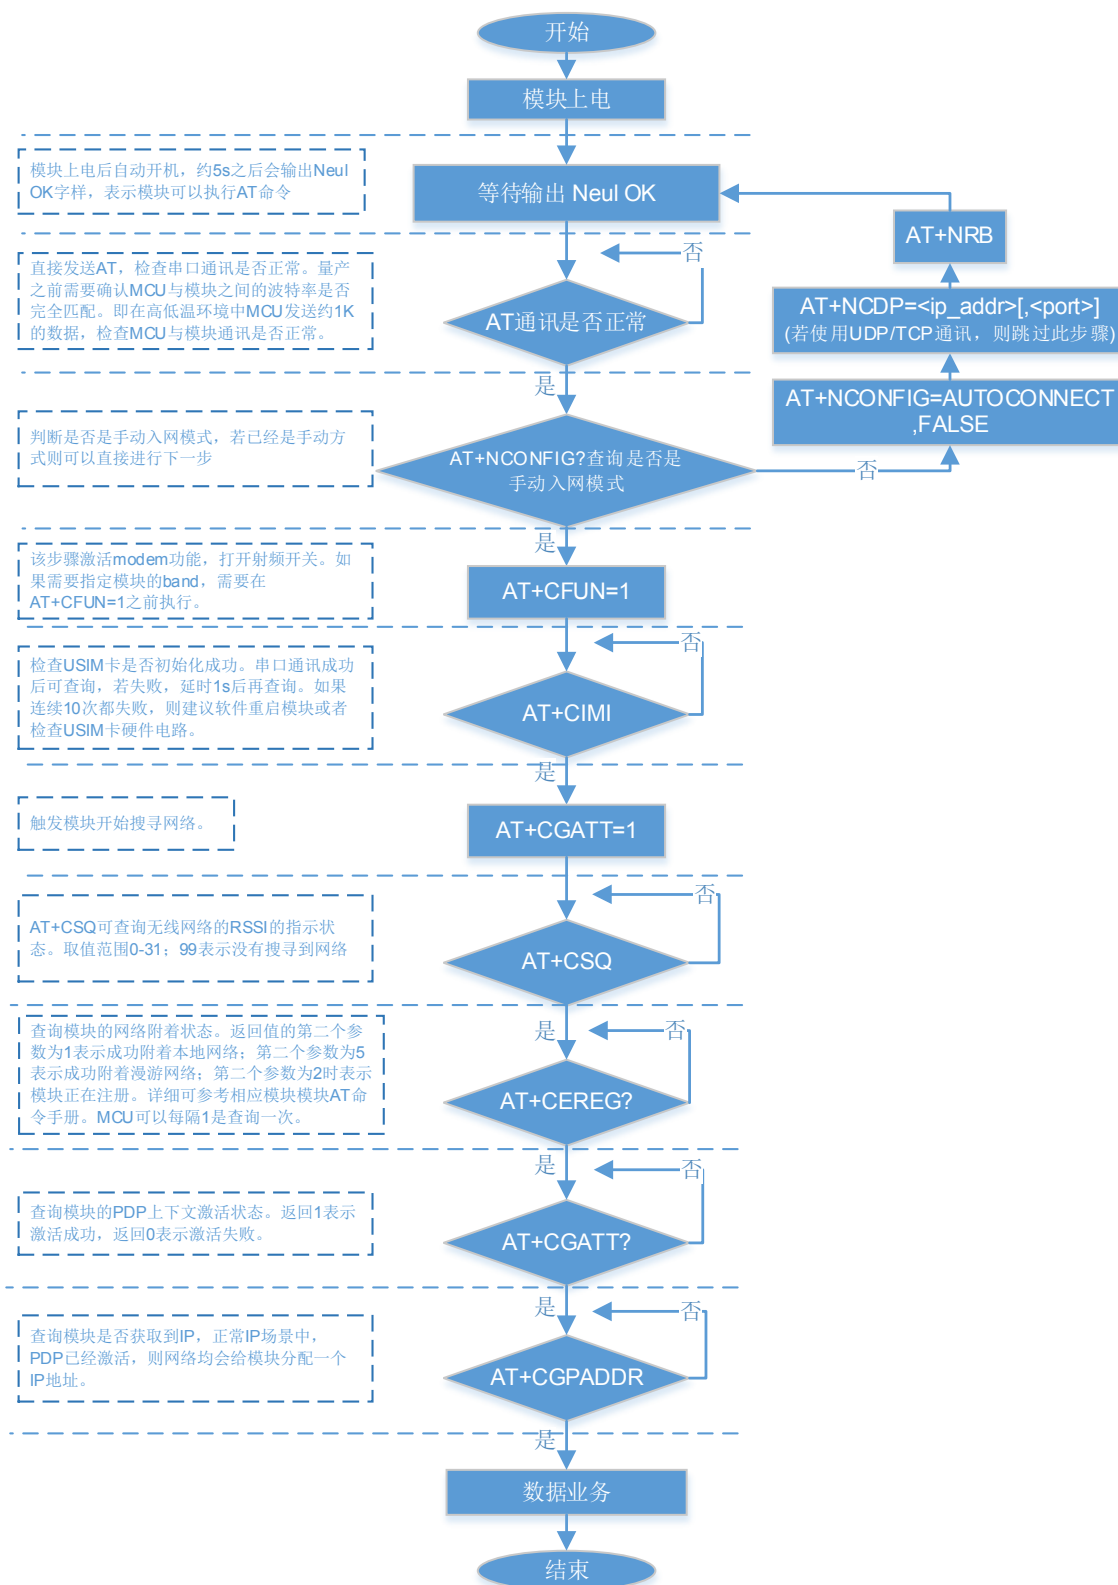 开始
模块上电
模块上电后自动开机，约5s之后会输出Neul
OK字样，表示模块可以执行AT命令
等待输出 Neul OK
AT+NRB
否
直接发送AT，检查串口通讯是否正常。量产
之前需要确认MCU与模块之间的波特率是否
完全匹配。即在高低温环境中MCU发送约1K
的数据，检查MCU与模块通讯是否正常。
AT通讯是否正常
AT+NCDP=<ip_addr>[,<port>]
(若使用UDP/TCP通讯，则跳过此步骤)
是
AT+NCONFIG=AUTOCONNECT
,FALSE
判断是否是手动入网模式，若已经是手动方
式则可以直接进行下一步
AT+NCONFIG?查询是否是
手动入网模式
否
是
该步骤激活modem功能，打开射频开关。如
果需要指定模块的band，需要在
AT+CFUN=1之前执行。
AT+CFUN=1
否
检查USIM卡是否初始化成功。串口通讯成功
后可查询，若失败，延时1s后再查询。如果
连续10次都失败，则建议软件重启模块或者
检查USIM卡硬件电路。
AT+CIMI
是
触发模块开始搜寻网络。
AT+CGATT=1
否
AT+CSQ可查询无线网络的RSSI的指示状
态。取值范围0-31；99表示没有搜寻到网络
AT+CSQ
是
否
查询模块的网络附着状态。返回值的第二个参
数为1表示成功附着本地网络；第二个参数为5
表示成功附着漫游网络；第二个参数为2时表示
模块正在注册。详细可参考相应模块模块AT命
令手册。MCU可以每隔1是查询一次。
AT+CEREG?
是
否
查询模块的PDP上下文激活状态。返回1表示
激活成功，返回0表示激活失败。
AT+CGATT?
是
否
查询模块是否获取到IP，正常IP场景中，
PDP已经激活，则网络均会给模块分配一个
IP地址。
AT+CGPADDR
是
数据业务
结束